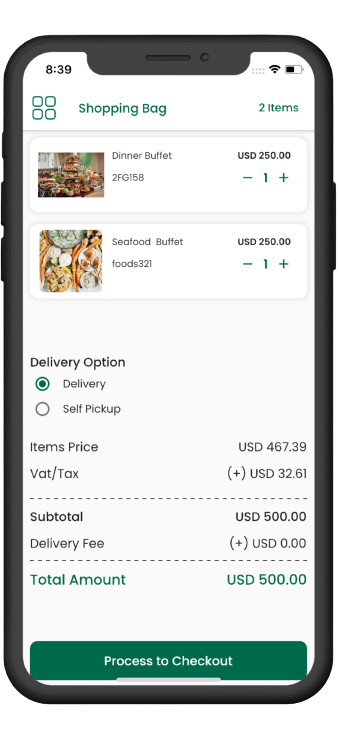 8:39
Shopping Bag 2 Items
Dinner Buffet USD 250.00
2FG158 − 1 +
Seafood Buffet USD 250.00
foods321 − 1 +
Delivery Option
Delivery
Self Pickup
Items Price USD 467.39
Vat/Tax (+) USD 32.61
Subtotal USD 500.00
Delivery Fee (+) USD 0.00
Total Amount USD 500.00
Process to Checkout